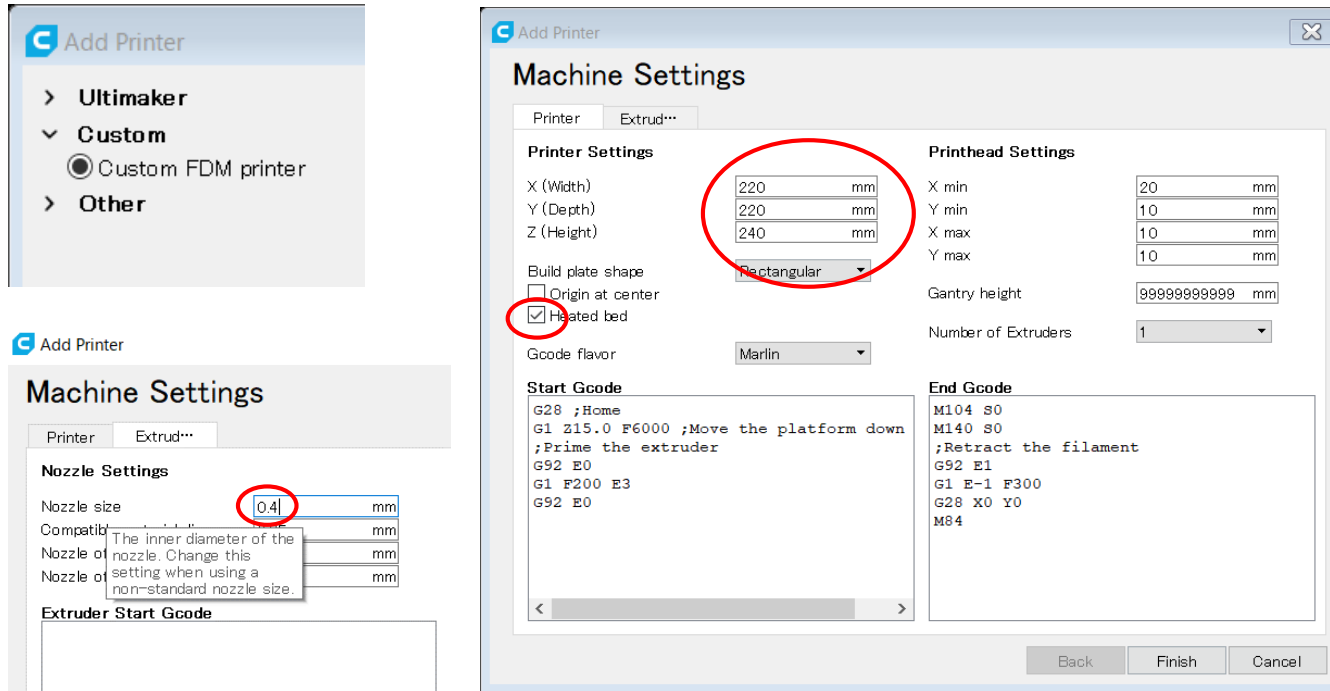 Add Printer
Ultimaker
Custom
Custom FDM printer
Other
Add Printer
Machine Settings
Printer Extrud…
Nozzle Settings
Nozzle size 0.4 mm
Compatib mm
Nozzle of mm
Nozzle of mm
The inner diameter of the
nozzle. Change this
setting when using a
non-standard nozzle size.
Extruder Start Gcode
Add Printer
Machine Settings
Printer Extrud…
Printer Settings
X (Width) 220 mm
Y (Depth) 220 mm
Z (Height) 240 mm
Build plate shape Rectangular
Origin at center
Heated bed
Gcode flavor Marlin
Printhead Settings
X min 20 mm
Y min 10 mm
X max 10 mm
Y max 10 mm
Gantry height 99999999999 mm
Number of Extruders 1
Start Gcode
G28 ;Home
G1 Z15.0 F6000 ;Move the platform down
;Prime the extruder
G92 E0
G1 F200 E3
G92 E0
End Gcode
M104 S0
M140 S0
;Retract the filament
G92 E1
G1 E-1 F300
G28 X0 Y0
M84
Back Finish Cancel